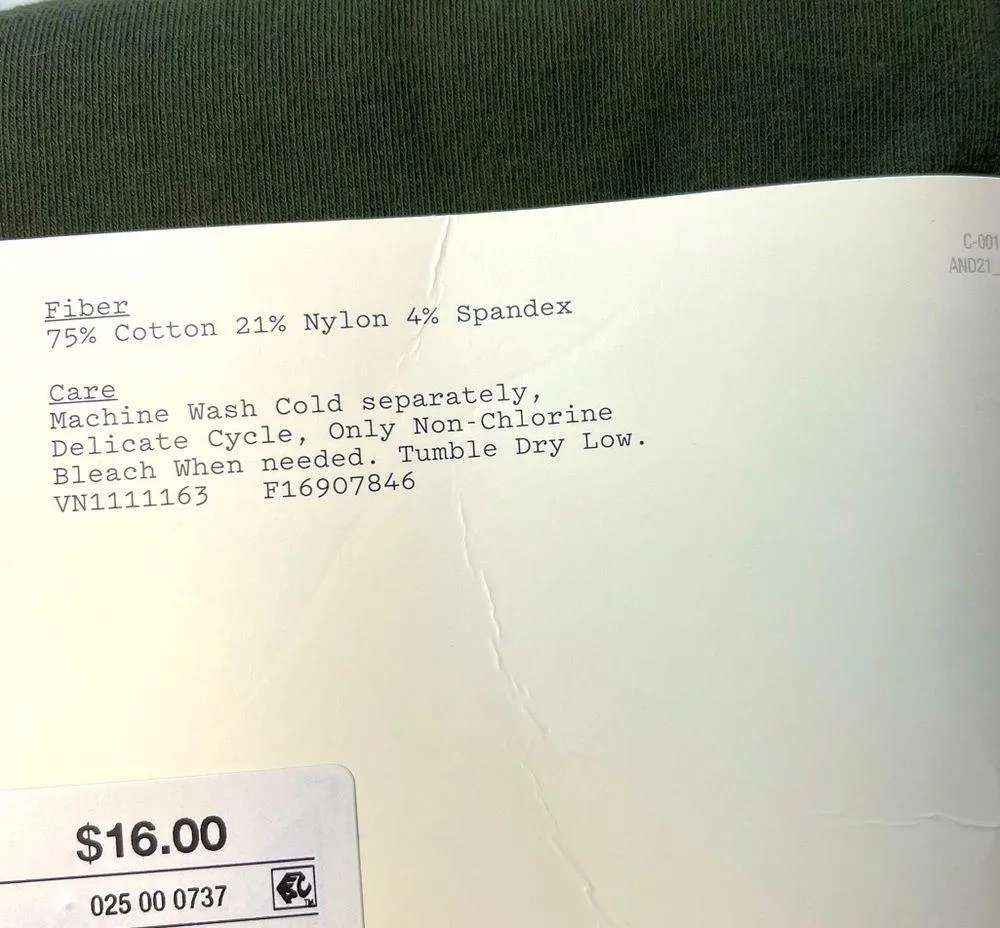 C-001
AND21_
Fiber
75% Cotton 21% Nylon 4% Spandex
Care
Machine Wash Cold separately,
Delicate Cycle, Only Non-Chlorine
Bleach When needed. Tumble Dry Low.
VN1111163 F16907846
$16.00
025 00 0737
TM